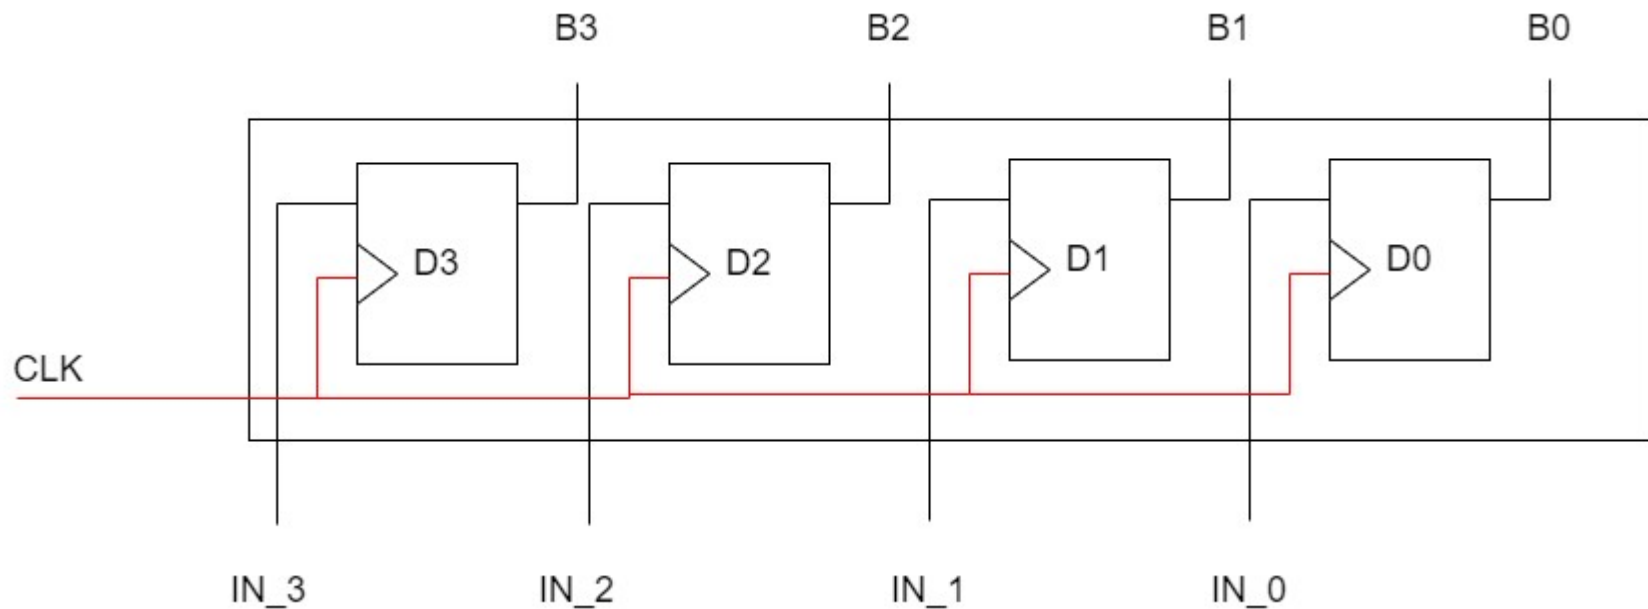 B3 B2 B1 B0
D3 D2 D1 D0
CLK
IN_3 IN_2 IN_1 IN_0